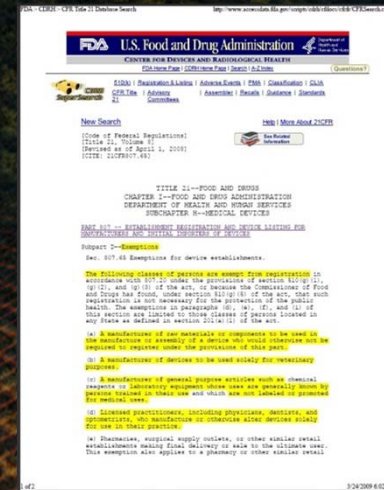 FDA - CDRH - CFR Title 21 Database Search
FDA U.S. Food and Drug Administration
Department of Health and Human Services
CENTER FOR DEVICES AND RADIOLOGICAL HEALTH
FDA Home Page | CDRH Home Page | Search | A-Z Index
Questions?
CDRH SuperSearch
510(k) | Registration & Listing | Adverse Events | PMA | Classification | CLIA
CFR Title 21 | Advisory Committees | Assembler | Recalls | Guidance | Standards
New Search
Help | More About 21CFR
[Code of Federal Regulations]
[Title 21, Volume 8]
[Revised as of April 1, 2008]
[CITE: 21CFR807.65]
See Related Information
TITLE 21--FOOD AND DRUGS
CHAPTER I--FOOD AND DRUG ADMINISTRATION
DEPARTMENT OF HEALTH AND HUMAN SERVICES
SUBCHAPTER H--MEDICAL DEVICES
PART 807 -- ESTABLISHMENT REGISTRATION AND DEVICE LISTING FOR
MANUFACTURERS AND INITIAL IMPORTERS OF DEVICES
Subpart D--Exemptions
Sec. 807.65 Exemptions for device establishments.
The following classes of persons are exempt from registration in
accordance with 807.20 under the provisions of section 510(g)(1),
(g)(2), and (g)(3) of the act, or because the Commissioner of Food
and Drugs has found, under section 510(g)(5) of the act, that such
registration is not necessary for the protection of the public
health. The exemptions in paragraphs (d), (e), (f), and (i) of
this section are limited to those classes of persons located in
any State as defined in section 201(a)(1) of the act.
(a) A manufacturer of raw materials or components to be used in
the manufacture or assembly of a device who would otherwise not be
required to register under the provisions of this part.
(b) A manufacturer of devices to be used solely for veterinary
purposes.
(c) A manufacturer of general purpose articles such as chemical
reagents or laboratory equipment whose uses are generally known by
persons trained in their use and which are not labeled or promoted
for medical uses.
(d) Licensed practitioners, including physicians, dentists, and
optometrists, who manufacture or otherwise alter devices solely
for use in their practice.
(e) Pharmacies, surgical supply outlets, or other similar retail
establishments making final delivery or sale to the ultimate user.
This exemption also applies to a pharmacy or other similar retail
1 of 2
3/24/2009 6:02